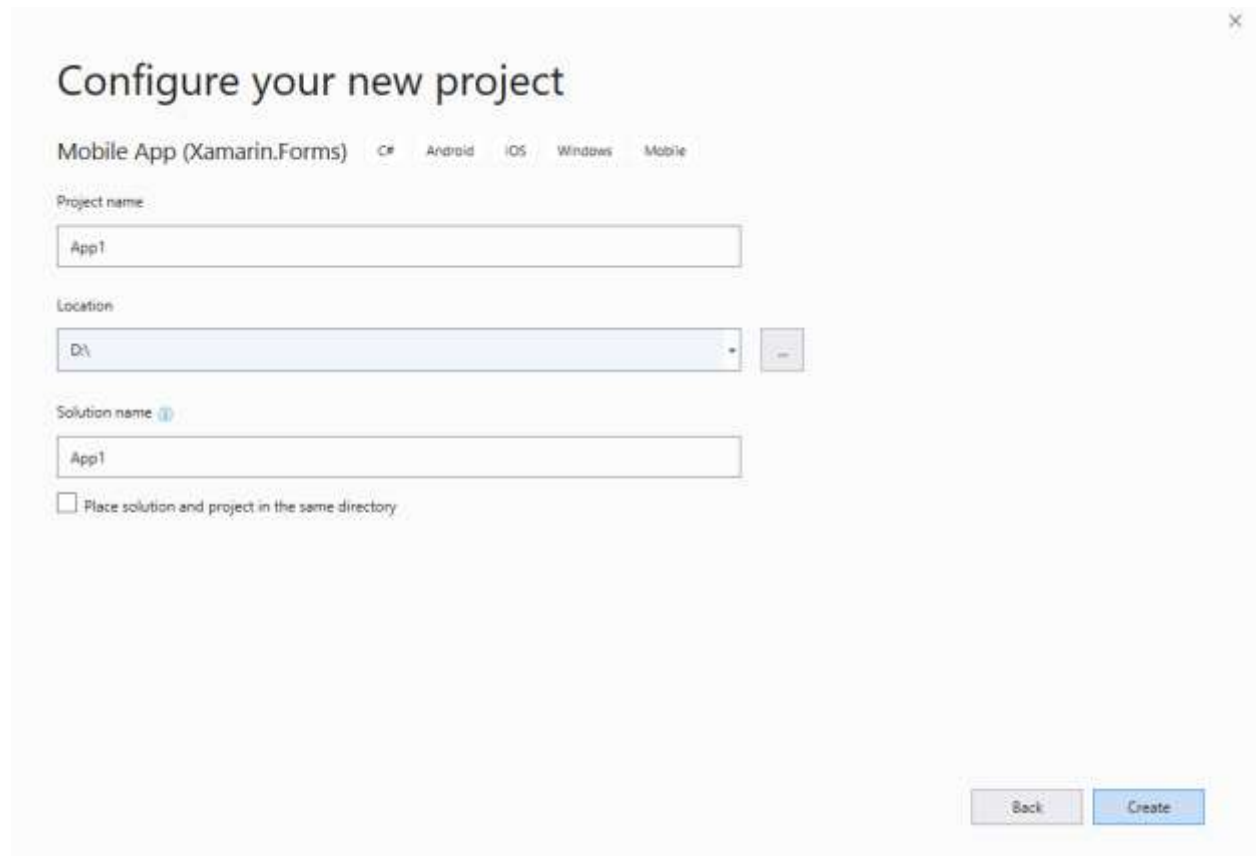 Configure your new project
Mobile App (Xamarin.Forms) C# Android iOS Windows Mobile
Project name
App1
Location
D:\
...
Solution name
App1
Place solution and project in the same directory
Back Create